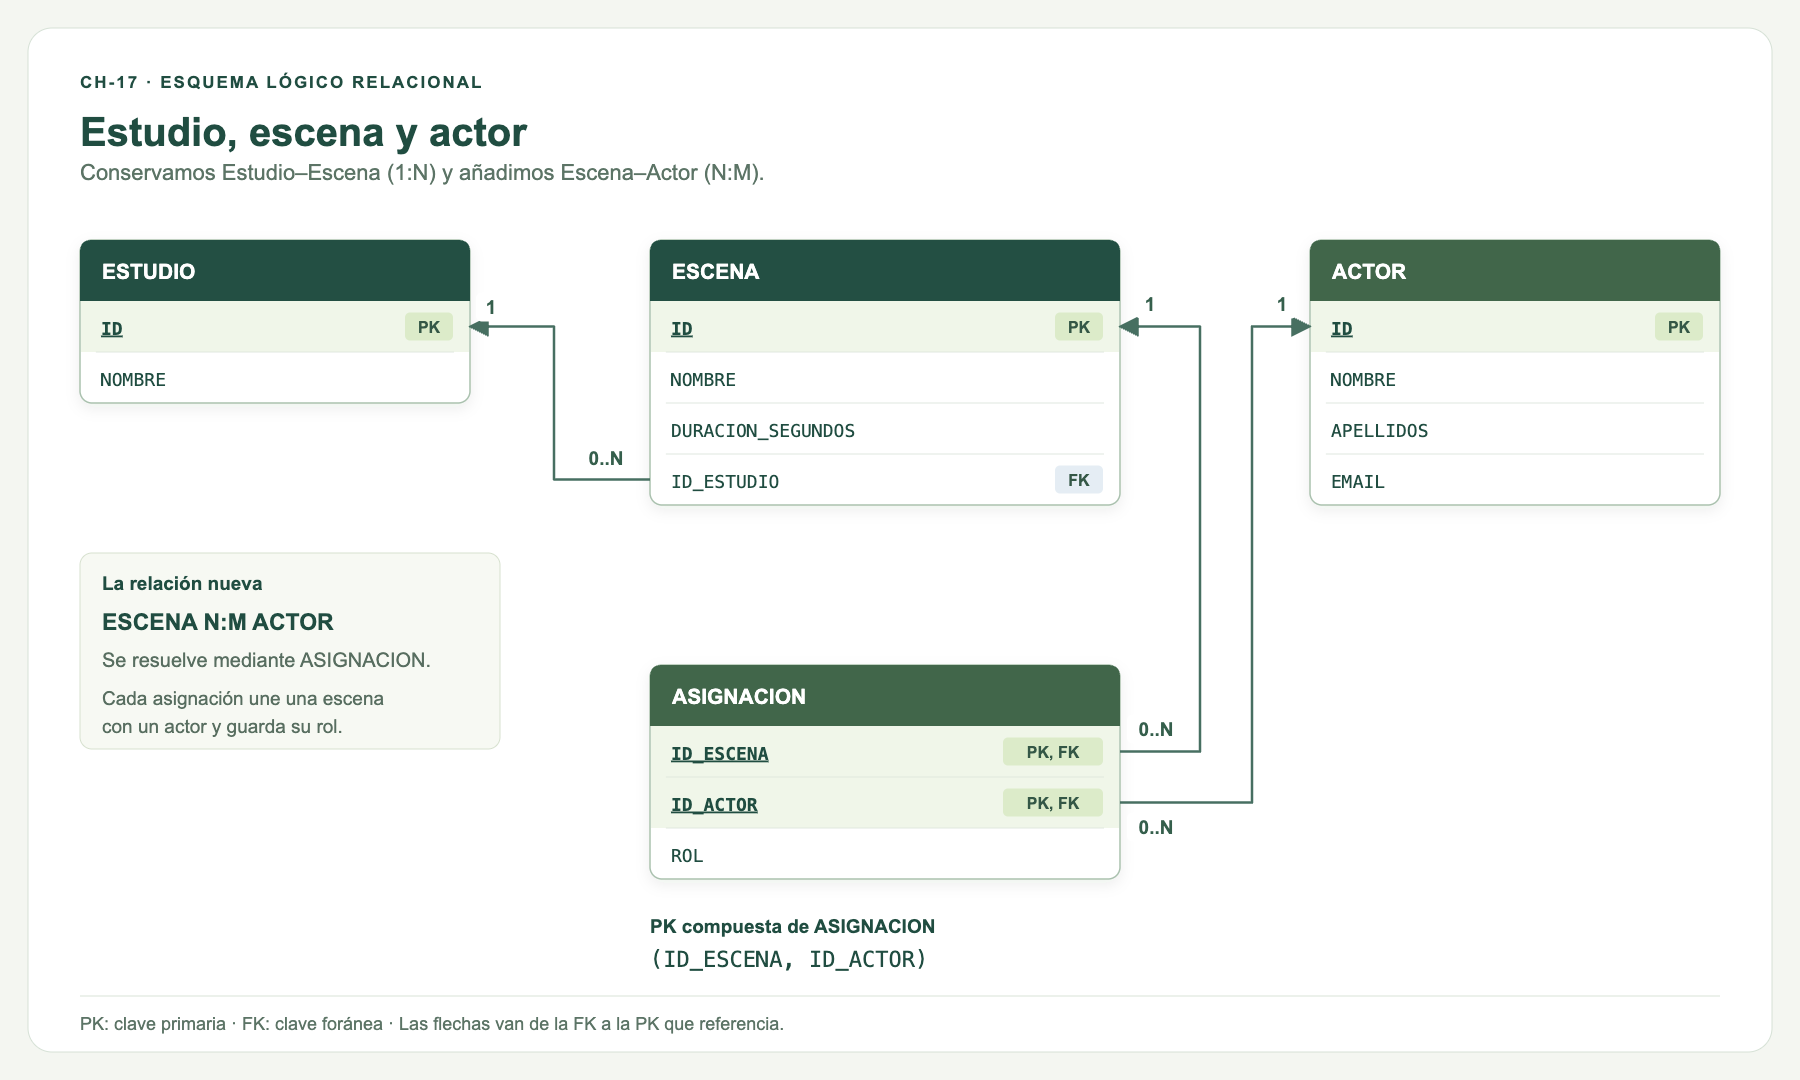 CH-17 · ESQUEMA LÓGICO RELACIONAL
Estudio, escena y actor
Conservamos Estudio–Escena (1:N) y añadimos Escena–Actor (N:M).
ESTUDIO
ID PK
NOMBRE
1
0..N
ESCENA
ID PK
NOMBRE
DURACION_SEGUNDOS
ID_ESTUDIO FK
1
1
ACTOR
ID PK
NOMBRE
APELLIDOS
EMAIL
La relación nueva
ESCENA N:M ACTOR
Se resuelve mediante ASIGNACION.
Cada asignación une una escena
con un actor y guarda su rol.
ASIGNACION
ID_ESCENA PK, FK
ID_ACTOR PK, FK
ROL
0..N
0..N
PK compuesta de ASIGNACION
(ID_ESCENA, ID_ACTOR)
PK: clave primaria · FK: clave foránea · Las flechas van de la FK a la PK que referencia.